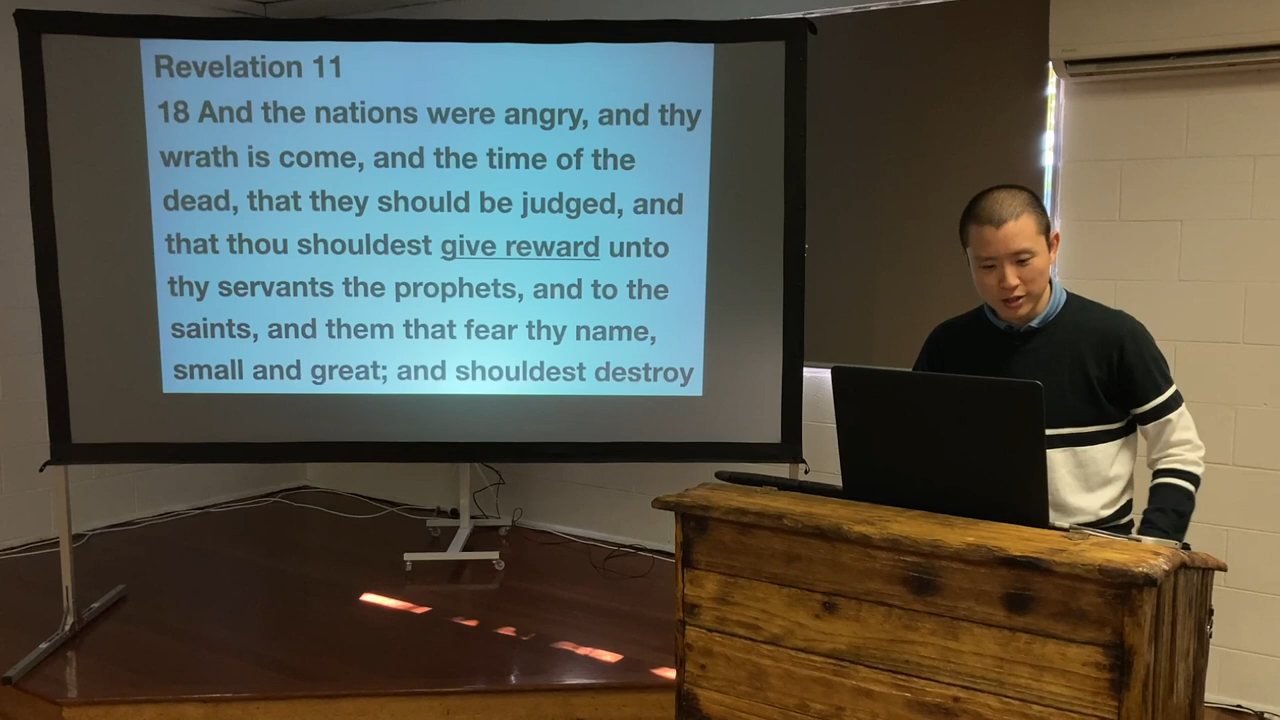 Revelation 11
18 And the nations were angry, and thy
wrath is come, and the time of the
dead, that they should be judged, and
that thou shouldest give reward unto
thy servants the prophets, and to the
saints, and them that fear thy name,
small and great; and shouldest destroy